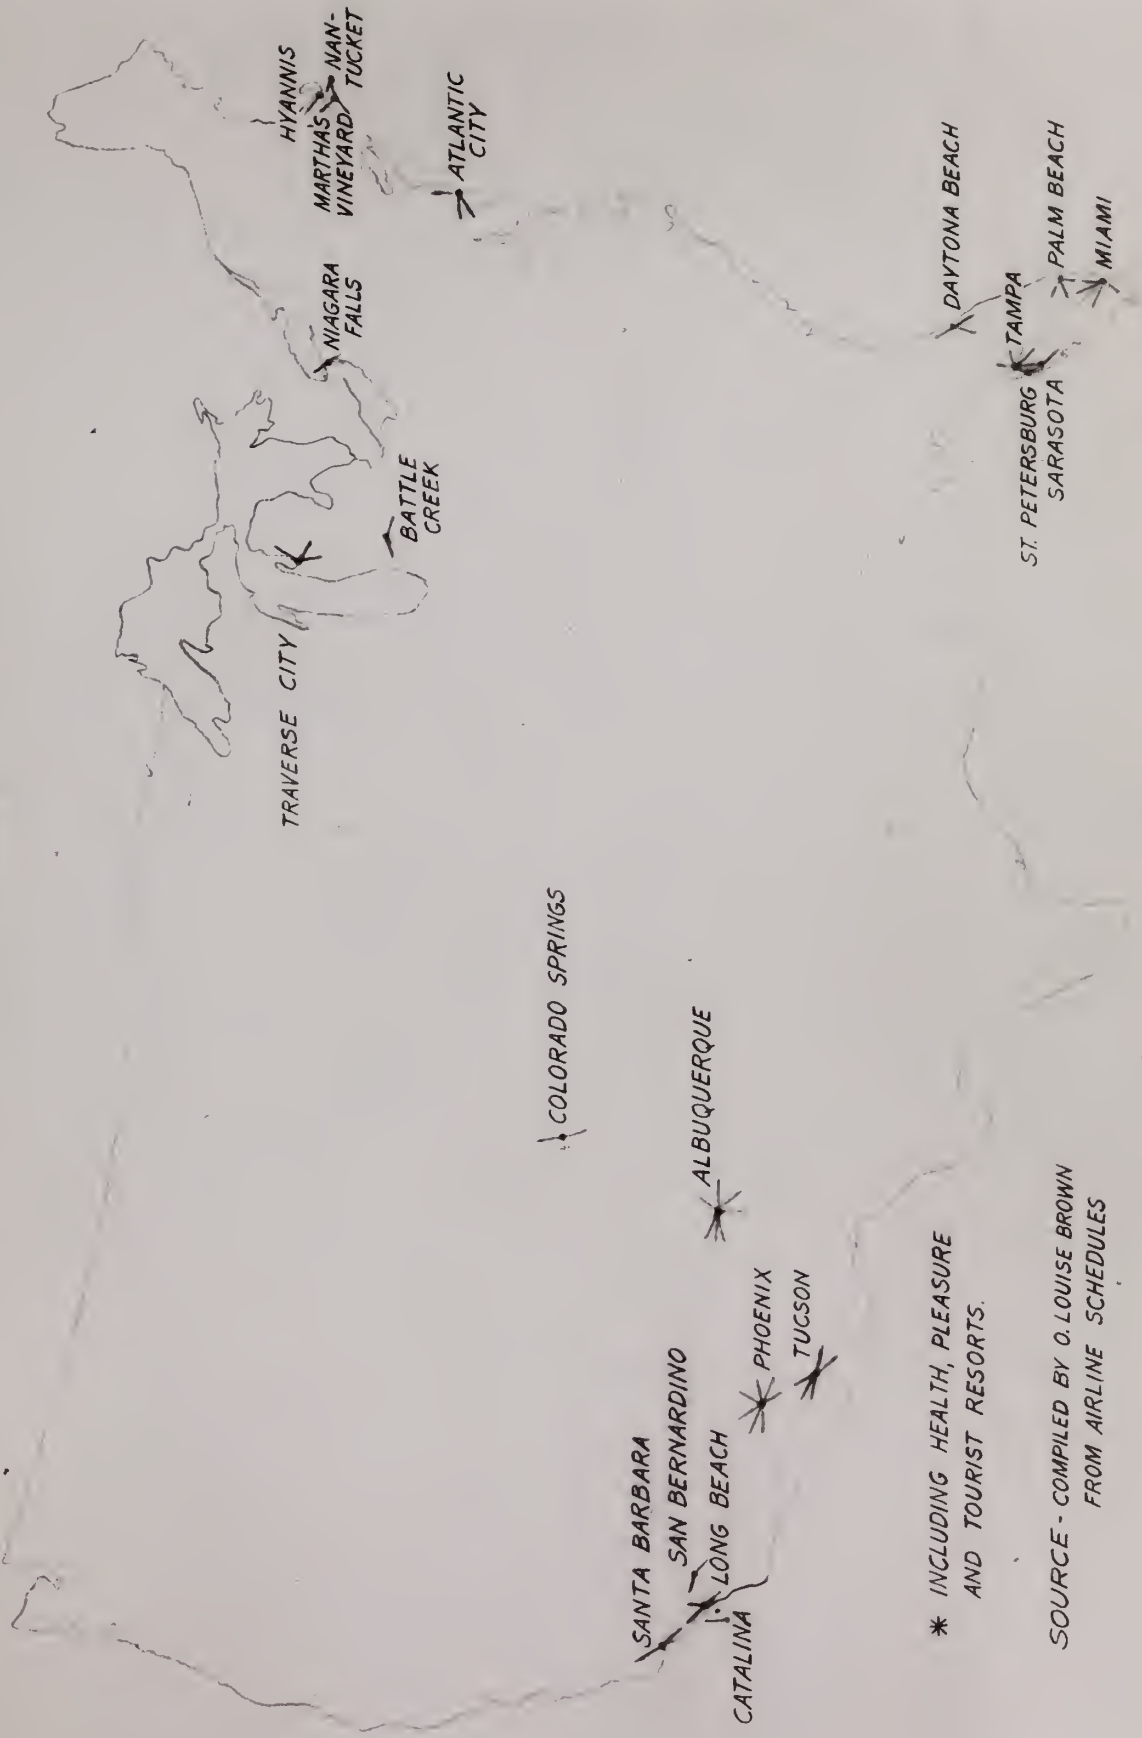 HYANNIS
MARTHA'S
VINEYARD
NAN-
TUCKET
NIAGARA
FALLS
ATLANTIC
CITY
TRAVERSE CITY
BATTLE
CREEK
COLORADO SPRINGS
SANTA BARBARA
SAN BERNARDINO
LONG BEACH
CATALINA
ALBUQUERQUE
PHOENIX
TUCSON
DAYTONA BEACH
TAMPA
ST. PETERSBURG
SARASOTA
PALM BEACH
MIAMI
* INCLUDING HEALTH, PLEASURE
AND TOURIST RESORTS.
SOURCE - COMPILED BY O. LOUISE BROWN
FROM AIRLINE SCHEDULES